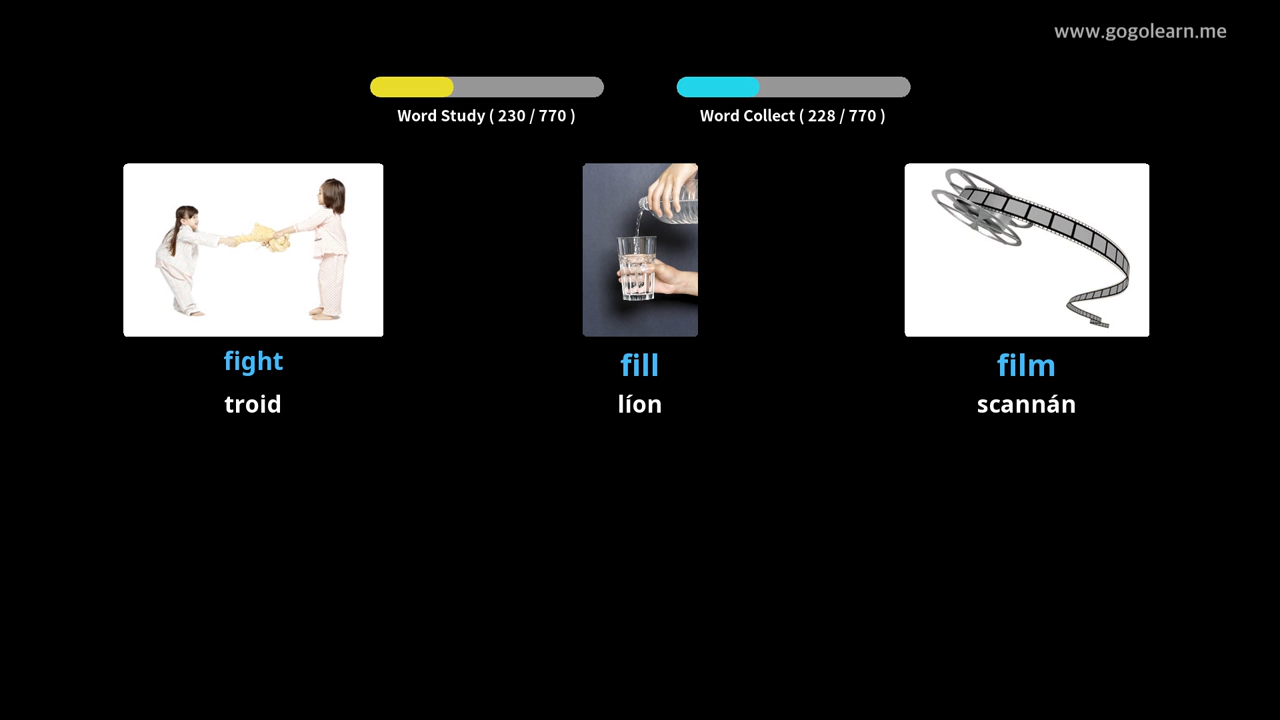 www.gogolearn.me
Word Study ( 230 / 770 )
Word Collect ( 228 / 770 )
fight
troid
fill
líon
film
scannán